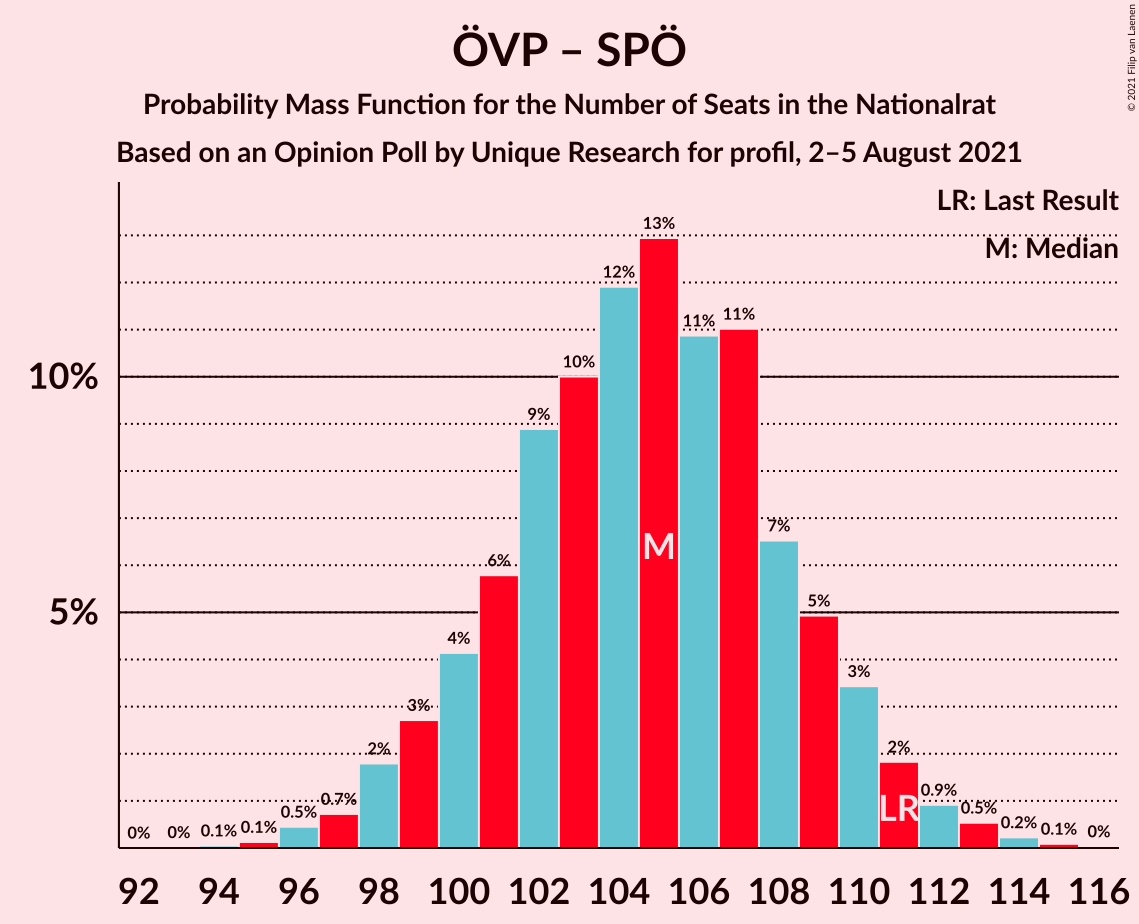 ÖVP – SPÖ
Probability Mass Function for the Number of Seats in the Nationalrat
Based on an Opinion Poll by Unique Research for profil, 2–5 August 2021
© 2021 Filip van Laenen
LR: Last Result
M: Median
10%
5%
0% 0% 0.1% 0.1% 0.5% 0.7% 2% 3% 4% 6% 9% 10% 12% 13% 11% 11% 7% 5% 3% 2% 0.9% 0.5% 0.2% 0.1% 0%
M
LR
92 94 96 98 100 102 104 106 108 110 112 114 116